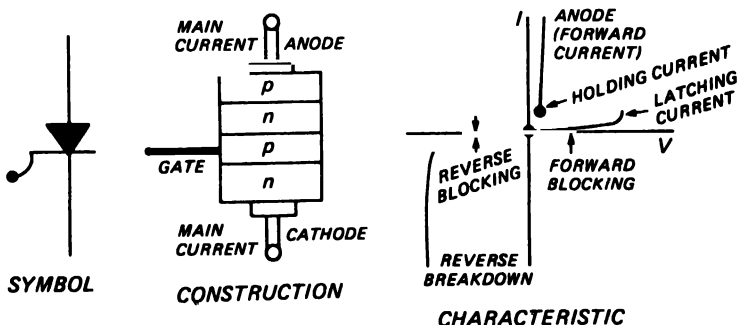 SYMBOL
MAIN
CURRENT
ANODE
p
n
p
n
GATE
MAIN
CURRENT
CATHODE
CONSTRUCTION
I
ANODE
(FORWARD
CURRENT)
HOLDING CURRENT
LATCHING
CURRENT
V
REVERSE
BLOCKING
FORWARD
BLOCKING
REVERSE
BREAKDOWN
CHARACTERISTIC